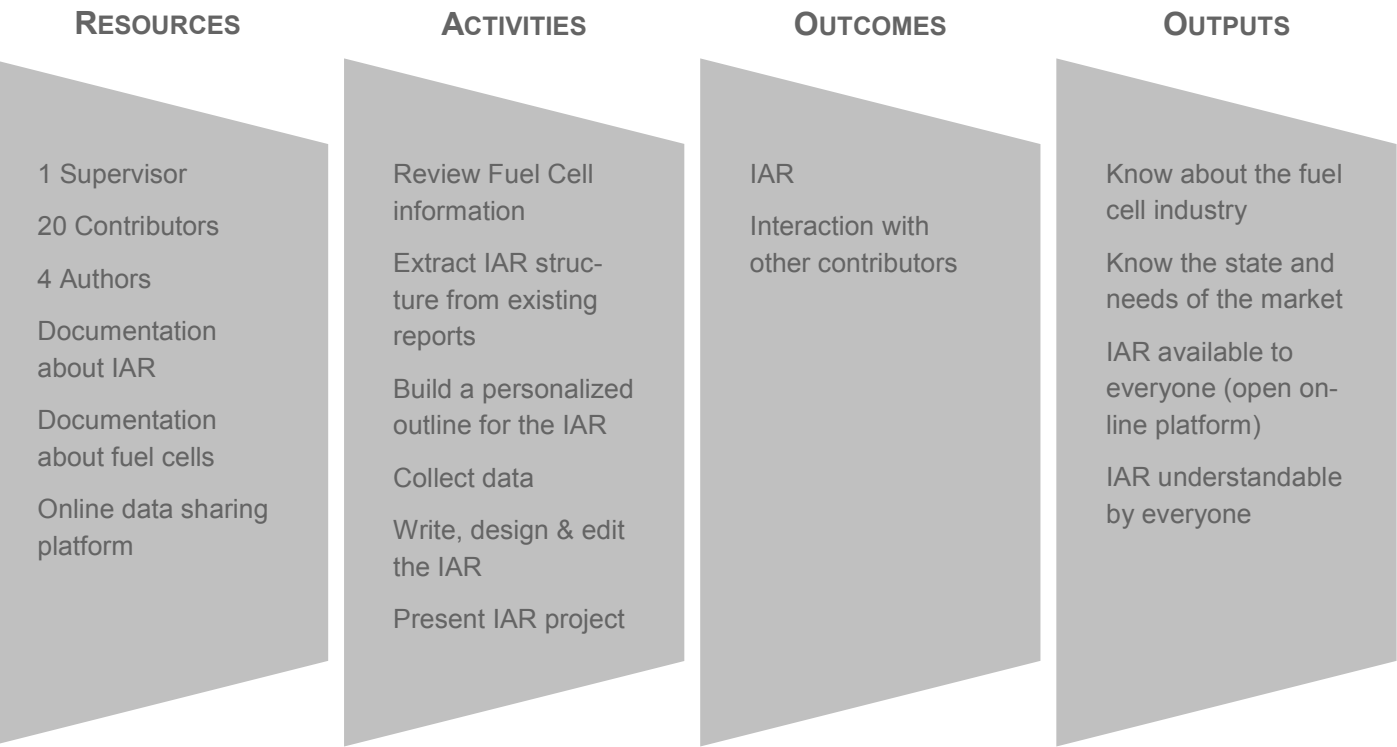 RESOURCES
1 Supervisor
20 Contributors
4 Authors
Documentation
about IAR
Documentation
about fuel cells
Online data sharing
platform
ACTIVITIES
Review Fuel Cell
information
Extract IAR struc-
ture from existing
reports
Build a personalized
outline for the IAR
Collect data
Write, design & edit
the IAR
Present IAR project
OUTCOMES
IAR
Interaction with
other contributors
OUTPUTS
Know about the fuel
cell industry
Know the state and
needs of the market
IAR available to
everyone (open on-
line platform)
IAR understandable
by everyone